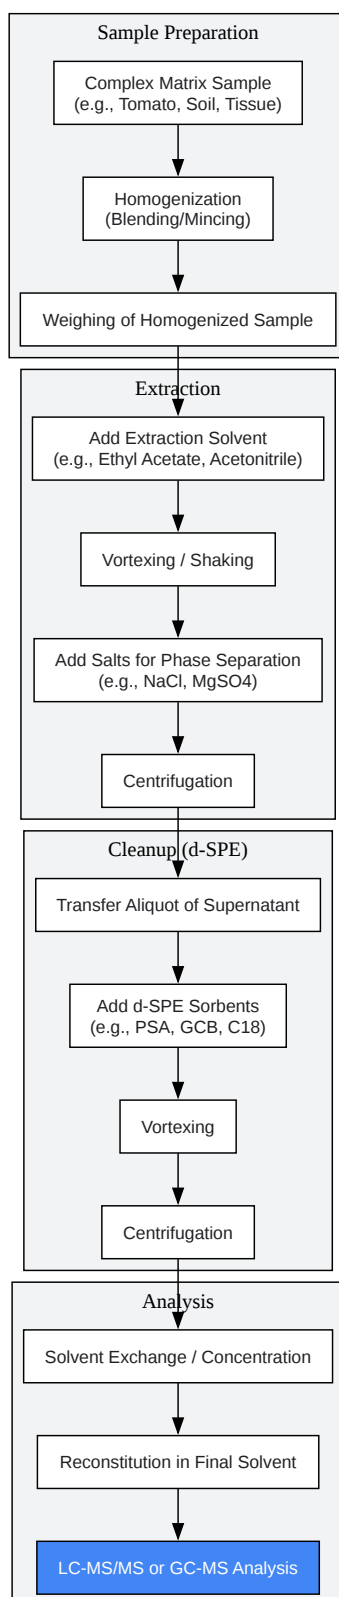 Sample Preparation
Complex Matrix Sample
(e.g., Tomato, Soil, Tissue)
Homogenization
(Blending/Mincing)
Weighing of Homogenized Sample
Extraction
Add Extraction Solvent
(e.g., Ethyl Acetate, Acetonitrile)
Vortexing / Shaking
Add Salts for Phase Separation
(e.g., NaCl, MgSO4)
Centrifugation
Cleanup (d-SPE)
Transfer Aliquot of Supernatant
Add d-SPE Sorbents
(e.g., PSA, GCB, C18)
Vortexing
Centrifugation
Analysis
Solvent Exchange / Concentration
Reconstitution in Final Solvent
LC-MS/MS or GC-MS Analysis